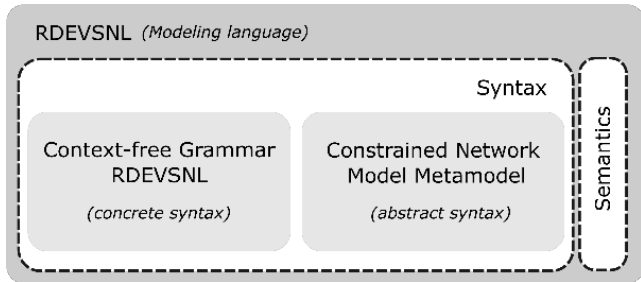 RDEVSNL (Modeling language)
Syntax
Context-free Grammar
RDEVSNL
(concrete syntax)
Constrained Network
Model Metamodel
(abstract syntax)
Semantics